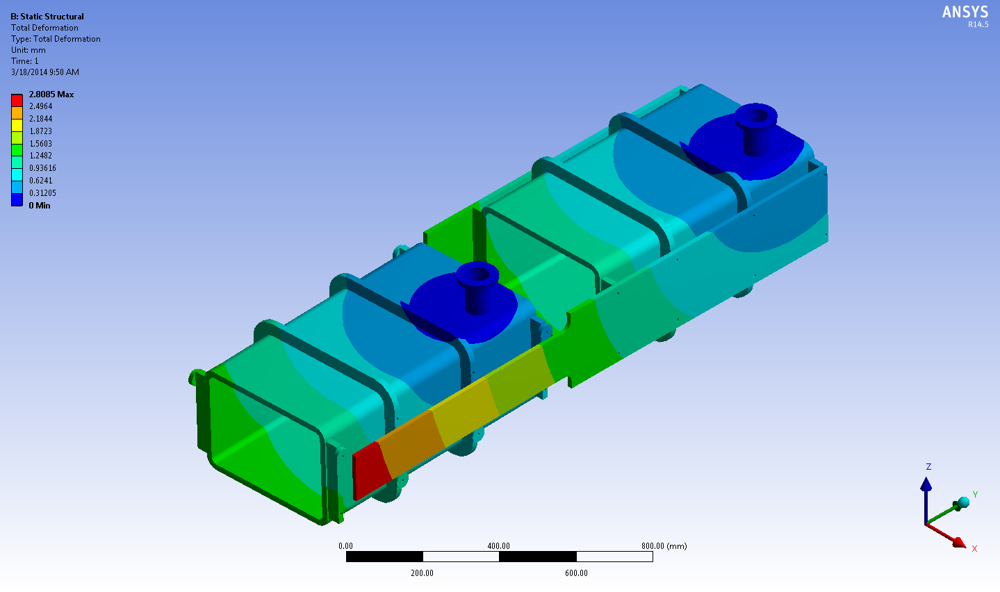 B: Static Structural
Total Deformation
Type: Total Deformation
Unit: mm
Time: 1
3/18/2014 9:50 AM
ANSYS
R14.5
2.8085 Max
2.4964
2.1844
1.8723
1.5603
1.2482
0.93616
0.6241
0.31205
0 Min
Z
Y
X
0.00 400.00 800.00 (mm)
200.00 600.00